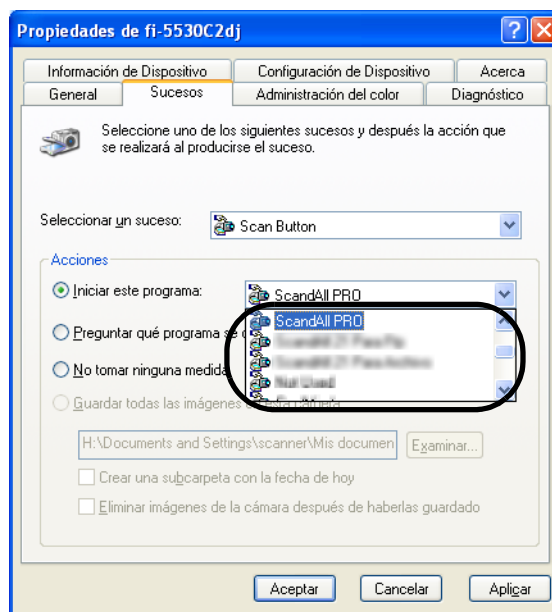 Propiedades de fi-5530C2dj
Información de Dispositivo Configuración de Dispositivo Acerca
General Sucesos Administración del color Diagnóstico
Seleccione uno de los siguientes sucesos y después la acción que
se realizará al producirse el suceso.
Seleccionar un suceso: Scan Button
Acciones
Iniciar este programa: ScandAll PRO
ScandAll PRO
Preguntar qué programa se
No tomar ninguna medida
Guardar todas las imágenes en esta carpeta
H:\Documents and Settings\scanner\Mis documen Examinar...
Crear una subcarpeta con la fecha de hoy
Eliminar imágenes de la cámara después de haberlas guardado
Aceptar Cancelar Aplicar